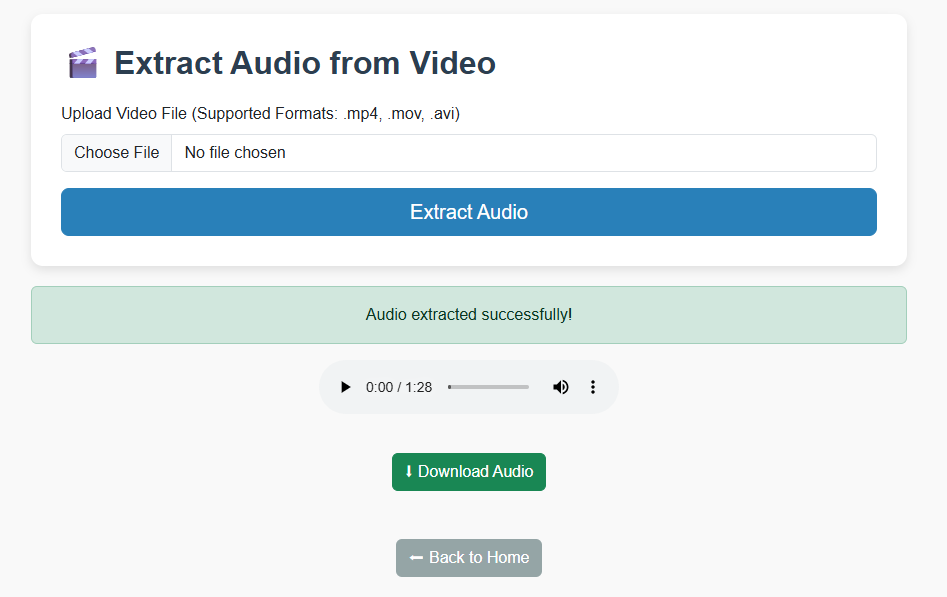 Extract Audio from Video
Upload Video File (Supported Formats: .mp4, .mov, .avi)
Choose File No file chosen
Extract Audio
Audio extracted successfully!
0:00 / 1:28
⬇ Download Audio
⬅ Back to Home